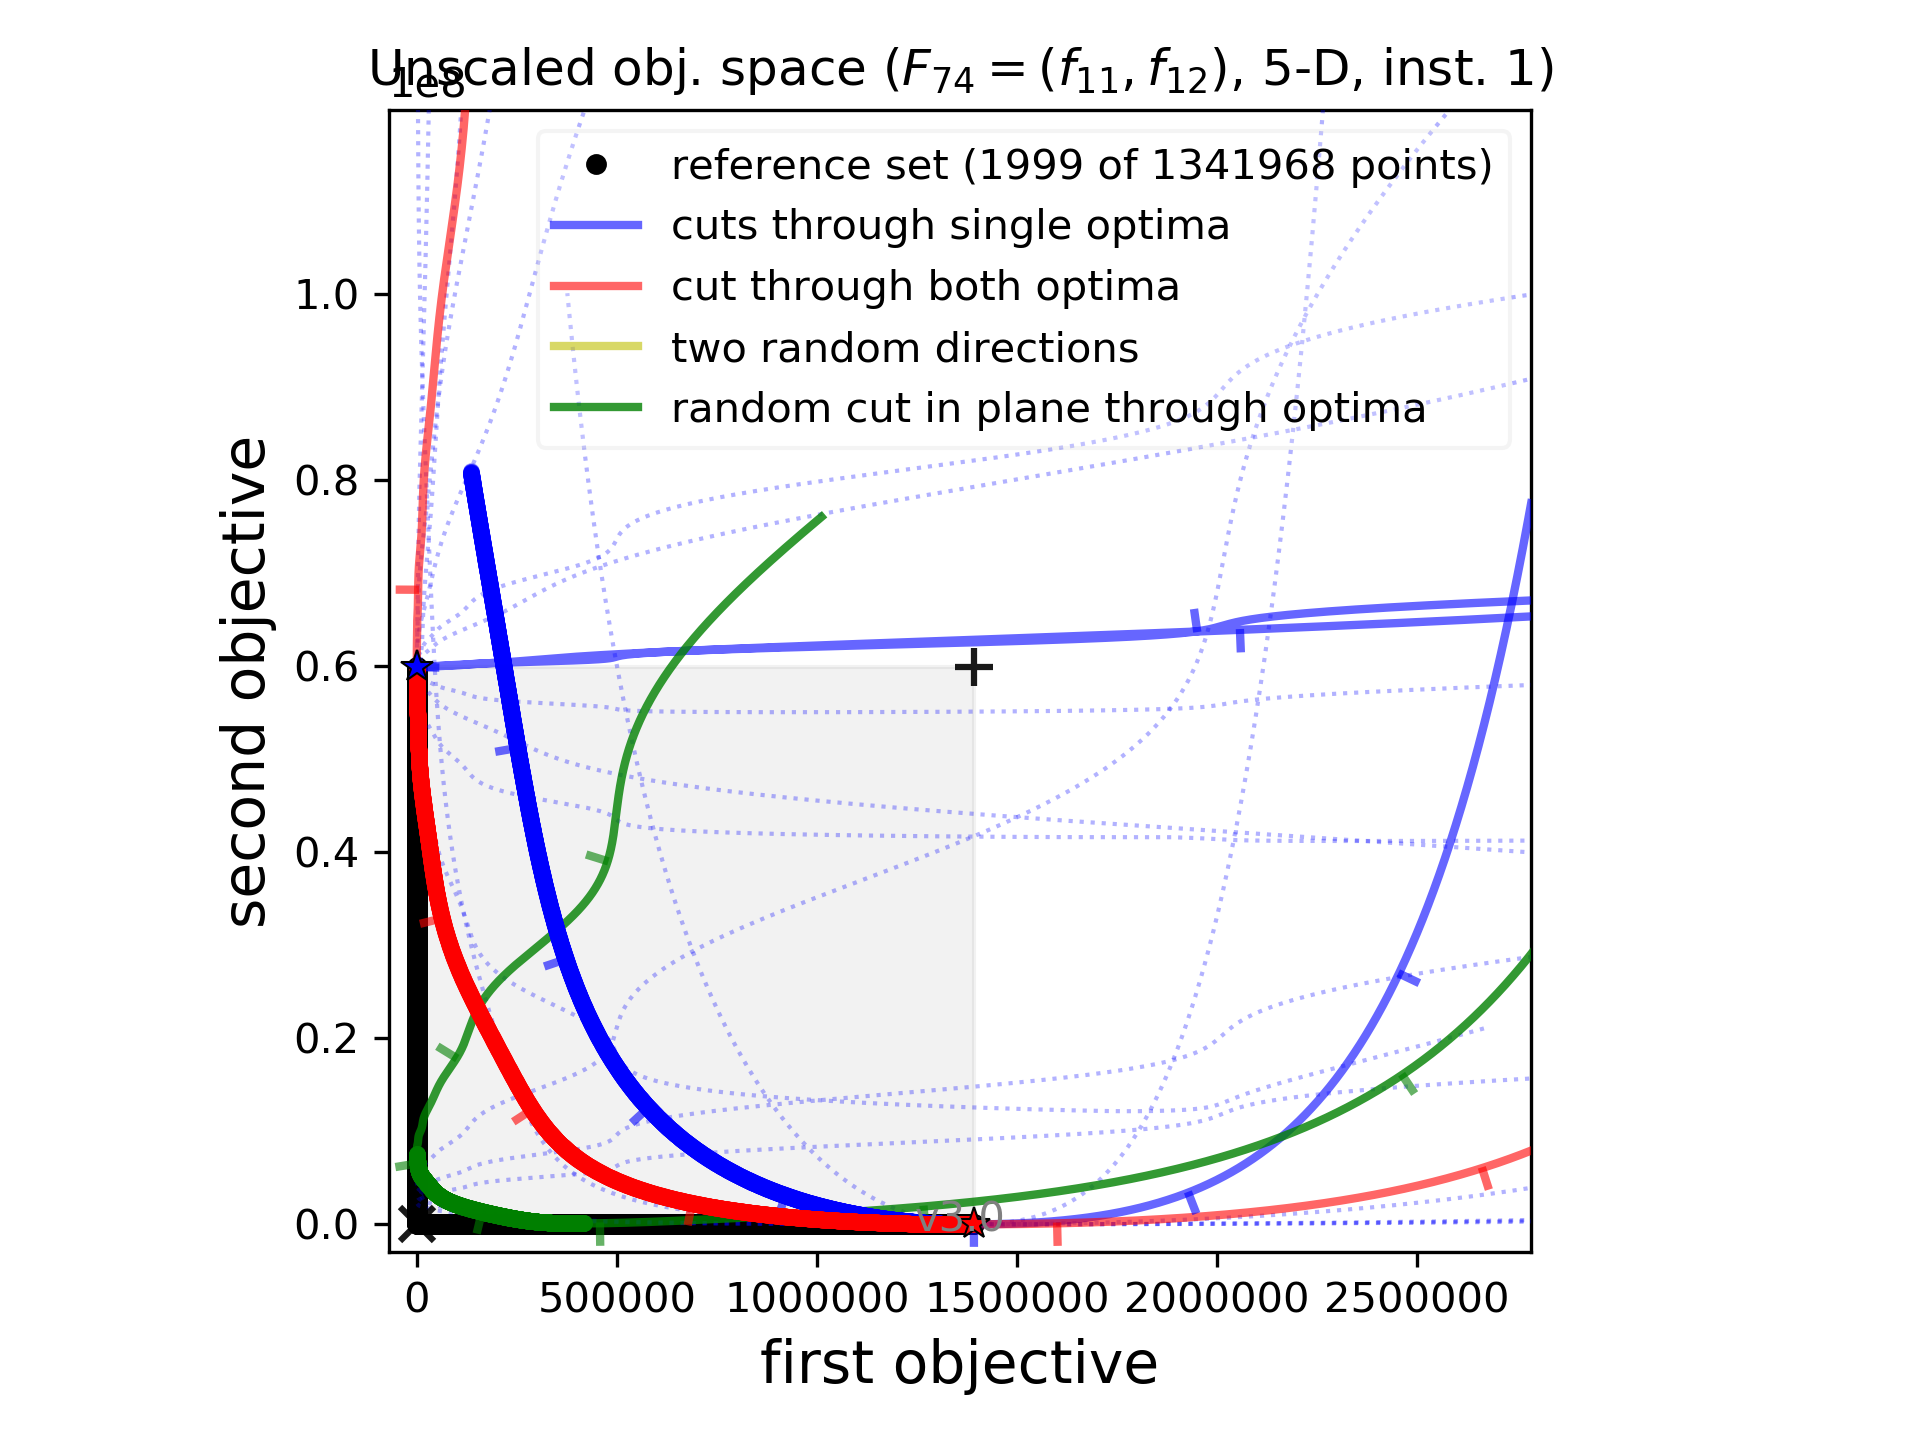 Unscaled obj. space (F74 = (f11, f12), 5-D, inst. 1)
1e8
reference set (1999 of 1341968 points)
cuts through single optima
cut through both optima
two random directions
random cut in plane through optima
1.0
0.8
0.6
0.4
0.2
0.0
second objective
v3.0
0 500000 1000000 1500000 2000000 2500000
first objective